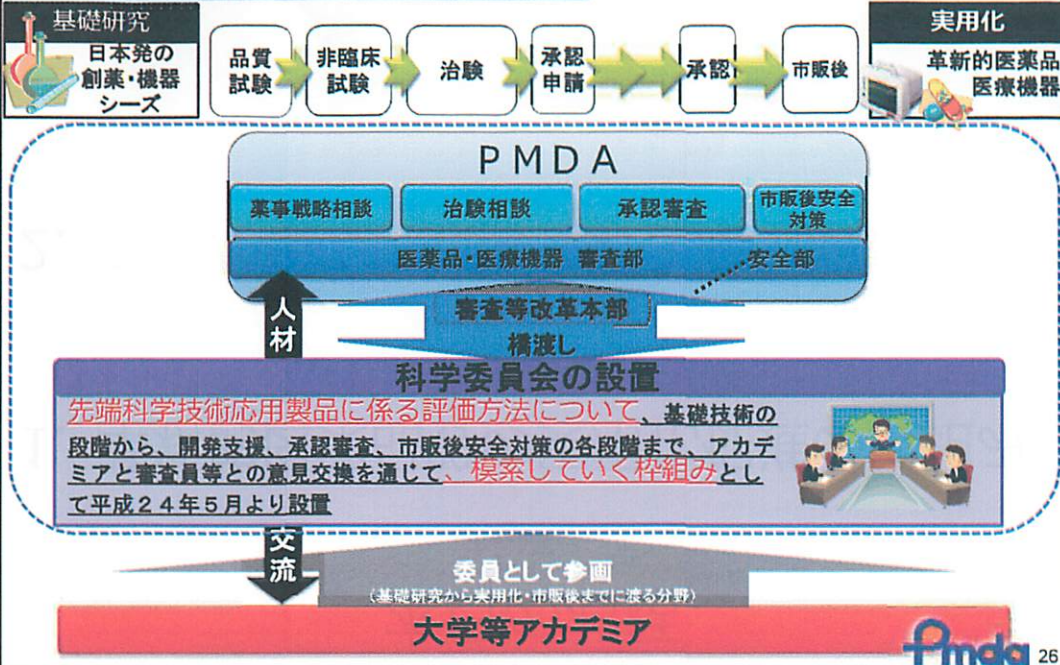 基礎研究
日本発の
創薬・機器
シーズ
品質
試験
非臨床
試験
治験
承認
申請
承認
市販後
実用化
革新的医薬品
医療機器
PMDA
薬事戦略相談
治験相談
承認審査
市販後安全
対策
医薬品・医療機器 審査部
安全部
審査等改革本部
橋渡し
人材
科学委員会の設置
先端科学技術応用製品に係る評価方法について、基礎技術の
段階から、開発支援、承認審査、市販後安全対策の各段階まで、アカデ
ミアと審査員等との意見交換を通じて、模索していく枠組みとし
て平成24年5月より設置
交流
委員として参画
(基礎研究から実用化・市販後までに渡る分野)
大学等アカデミア
Pmda
26